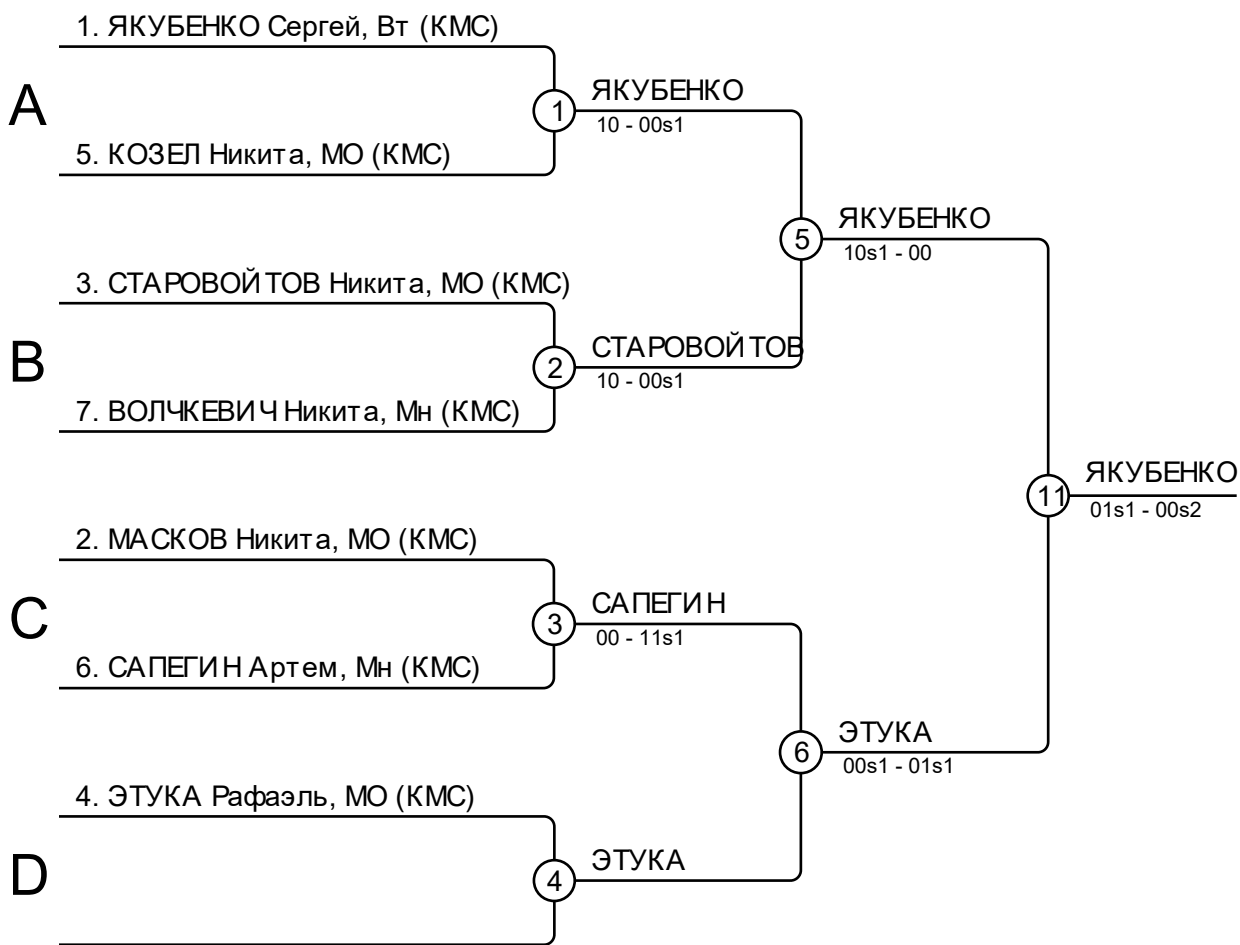 1. ЯКУБЕНКО Сергей, Вт (КМС)
A
1
ЯКУБЕНКО
10 - 00s1
5. КОЗЕЛ Никита, МО (КМС)
5
ЯКУБЕНКО
10s1 - 00
3. СТАРОВОЙТОВ Никита, МО (КМС)
B
2
СТАРОВОЙТОВ
10 - 00s1
7. ВОЛЧКЕВИЧ Никита, Мн (КМС)
11
ЯКУБЕНКО
01s1 - 00s2
2. МАСКОВ Никита, МО (КМС)
C
3
САПЕГИН
00 - 11s1
6. САПЕГИН Артем, Мн (КМС)
6
ЭТУКА
00s1 - 01s1
4. ЭТУКА Рафаэль, МО (КМС)
D
4
ЭТУКА